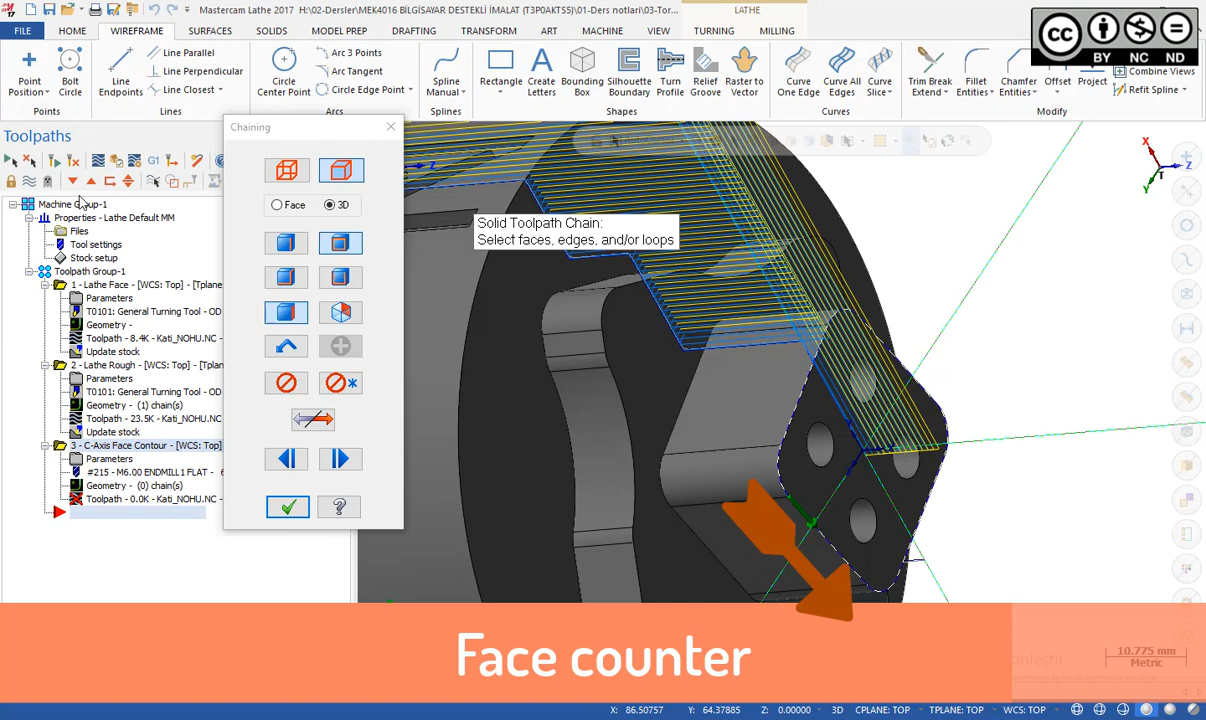 Mastercam Lathe 2017 H:\02-Dersler\MEK4016 BİLGİSAYAR DESTEKLİ İMALAT (T3P0AKTS5)\01-Ders notları\03-Tor...
LATHE
FILE
HOME
WIREFRAME
SURFACES
SOLIDS
MODEL PREP
DRAFTING
TRANSFORM
ART
MACHINE
VIEW
TURNING
MILLING
BY NC ND
Point Position
Bolt Circle
Points
Line Endpoints
Line Parallel
Line Perpendicular
Line Closest
Lines
Circle Center Point
Arc 3 Points
Arc Tangent
Circle Edge Point
Arcs
Spline Manual
Splines
Rectangle
Create Letters
Bounding Box
Silhouette Boundary
Turn Profile
Relief Groove
Raster to Vector
Shapes
Curve One Edge
Curve All Edges
Curve Slice
Curves
Trim Break Extend
Fillet Entities
Chamfer Entities
Offset
Project
Combine Views
Refit Spline
Modify
Toolpaths
G1
Machine Group-1
Properties - Lathe Default MM
Files
Tool settings
Stock setup
Toolpath Group-1
1 - Lathe Face - [WCS: Top] - [Tplane
Parameters
T0101: General Turning Tool - OD
Geometry -
Toolpath - 8.4K - Kati_NOHU.NC
Update stock
2 - Lathe Rough - [WCS: Top] - [Tplane
Parameters
T0101: General Turning Tool - OD
Geometry - (1) chain(s)
Toolpath - 23.5K - Kati_NOHU.NC
Update stock
3 - C-Axis Face Contour - [WCS: Top]
Parameters
#215 - M6.00 ENDMILL1 FLAT -
Geometry - (0) chain(s)
Toolpath - 0.0K - Kati_NOHU.NC
Chaining
Face
3D
Solid Toolpath Chain:
Select faces, edges, and/or loops
Z
X
Z
T
Y
Face counter
10.775 mm
Metric
X: 86.50757 Y: 64.37885 Z: 0.00000 3D CPLANE: TOP TPLANE: TOP WCS: TOP